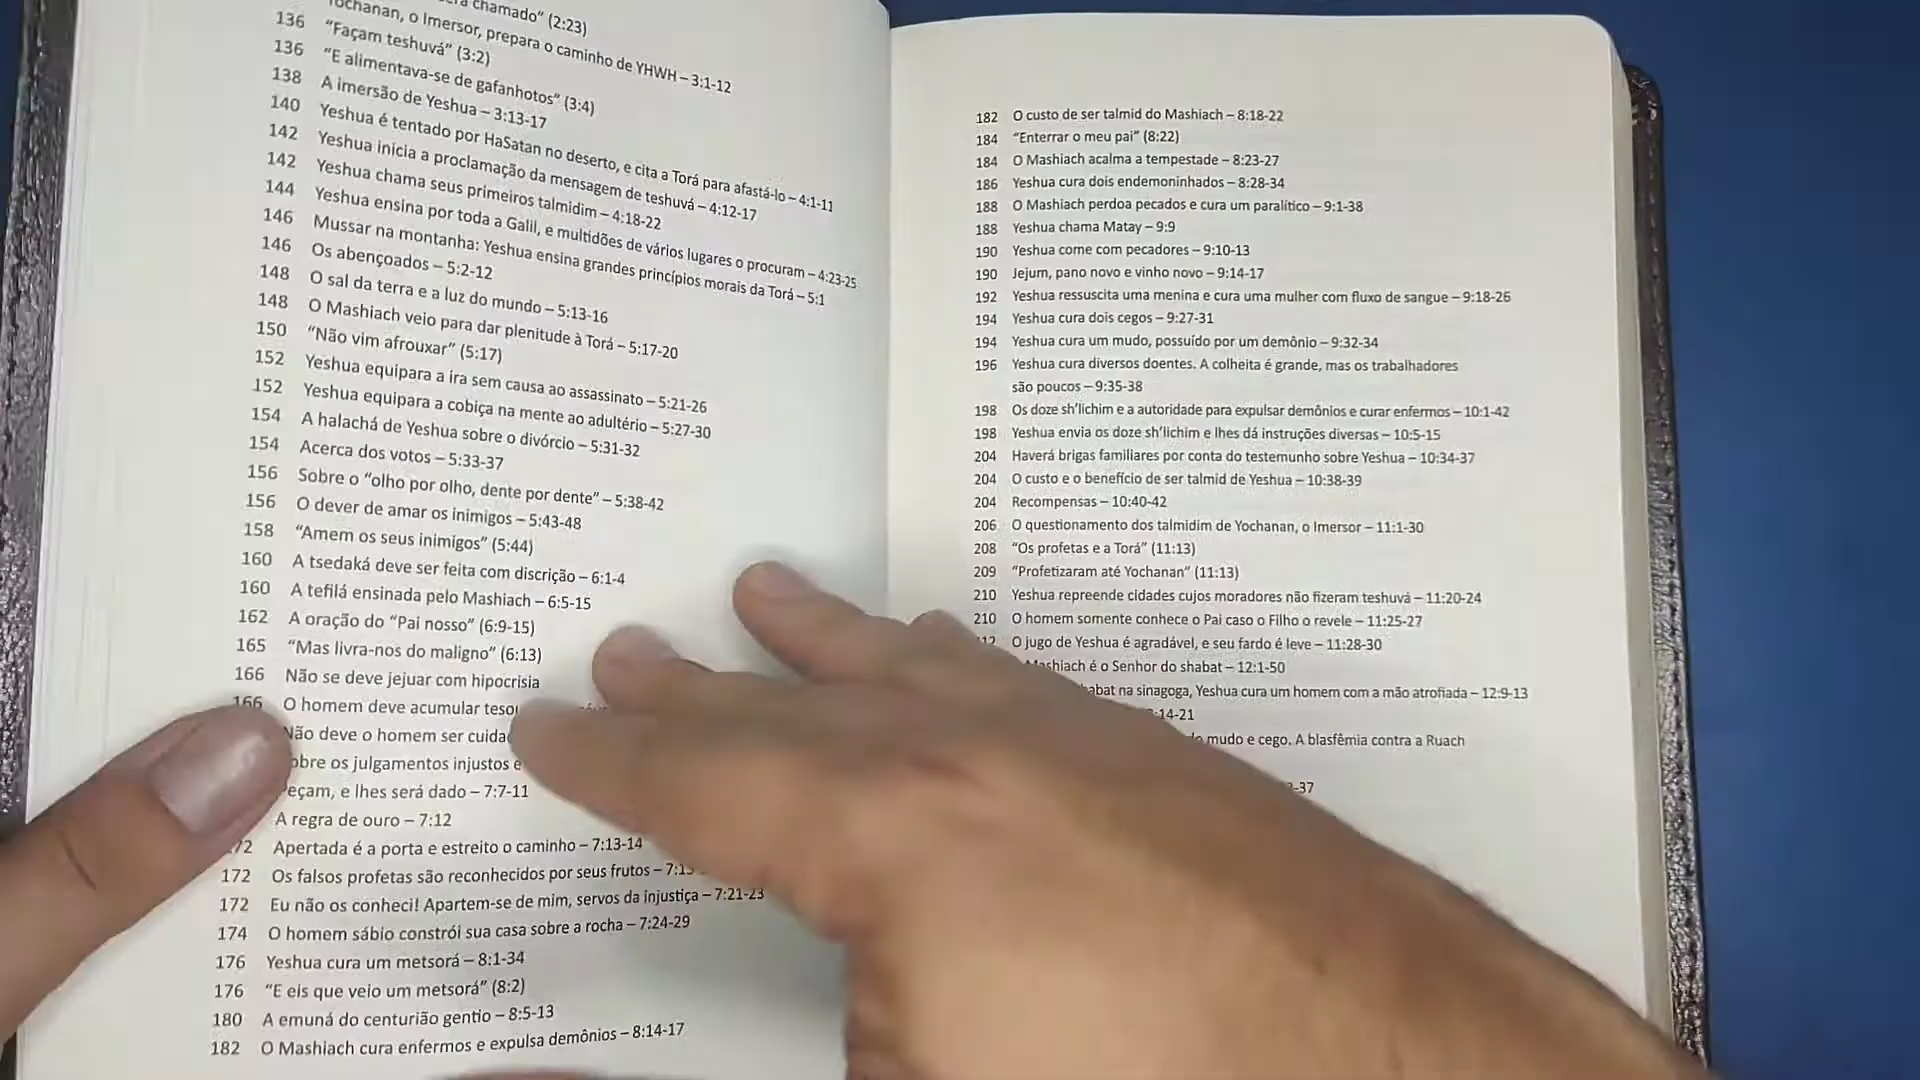 chamado” (2:23)
Yochanan, o Imersor, prepara o caminho de YHWH – 3:1-12
136 “Façam teshuvá” (3:2)
136 “E alimentava-se de gafanhotos” (3:4)
138 A imersão de Yeshua – 3:13-17
140 Yeshua é tentado por HaSatan no deserto, e cita a Torá para afastá-lo – 4:1-11
142 Yeshua inicia a proclamação da mensagem de teshuvá – 4:12-17
142 Yeshua chama seus primeiros talmidim – 4:18-22
144 Yeshua ensina por toda a Galil, e multidões de vários lugares o procuram – 4:23-25
146 Mussar na montanha: Yeshua ensina grandes princípios morais da Torá – 5:1
146 Os abençoados – 5:2-12
148 O sal da terra e a luz do mundo – 5:13-16
148 O Mashiach veio para dar plenitude à Torá – 5:17-20
150 “Não vim afrouxar” (5:17)
152 Yeshua equipara a ira sem causa ao assassinato – 5:21-26
152 Yeshua equipara a cobiça na mente ao adultério – 5:27-30
154 A halachá de Yeshua sobre o divórcio – 5:31-32
154 Acerca dos votos – 5:33-37
156 Sobre o “olho por olho, dente por dente” – 5:38-42
156 O dever de amar os inimigos – 5:43-48
158 “Amem os seus inimigos” (5:44)
160 A tsedaká deve ser feita com discrição – 6:1-4
160 A tefilá ensinada pelo Mashiach – 6:5-15
162 A oração do “Pai nosso” (6:9-15)
165 “Mas livra-nos do maligno” (6:13)
166 Não se deve jejuar com hipocrisia
166 O homem deve acumular
Não deve o homem ser
os julgamentos injustos e
eçam, e lhes será dado – 7:7-11
A regra de ouro – 7:12
172 Apertada é a porta e estreito o caminho – 7:13-14
172 Os falsos profetas são reconhecidos por seus frutos –
172 Eu não os conheci! Apartem-se de mim, servos da injustiça – 7:21-23
174 O homem sábio constrói sua casa sobre a rocha – 7:24-29
176 Yeshua cura um metsorá – 8:1-34
176 “E eis que veio um metsorá” (8:2)
180 A emuná do centurião gentio – 8:5-13
182 O Mashiach cura enfermos e expulsa demônios – 8:14-17
182 O custo de ser talmid do Mashiach – 8:18-22
184 “Enterrar o meu pai” (8:22)
184 O Mashiach acalma a tempestade – 8:23-27
186 Yeshua cura dois endemoninhados – 8:28-34
188 O Mashiach perdoa pecados e cura um paralítico – 9:1-38
188 Yeshua chama Matay – 9:9
190 Yeshua come com pecadores – 9:10-13
190 Jejum, pano novo e vinho novo – 9:14-17
192 Yeshua ressuscita uma menina e cura uma mulher com fluxo de sangue – 9:18-26
194 Yeshua cura dois cegos – 9:27-31
194 Yeshua cura um mudo, possuído por um demônio – 9:32-34
196 Yeshua cura diversos doentes. A colheita é grande, mas os trabalhadores
são poucos – 9:35-38
198 Os doze sh’lichim e a autoridade para expulsar demônios e curar enfermos – 10:1-42
198 Yeshua envia os doze sh’lichim e lhes dá instruções diversas – 10:5-15
204 Haverá brigas familiares por conta do testemunho sobre Yeshua – 10:34-37
204 O custo e o benefício de ser talmid de Yeshua – 10:38-39
204 Recompensas – 10:40-42
206 O questionamento dos talmidim de Yochanan, o Imersor – 11:1-30
208 “Os profetas e a Torá” (11:13)
209 “Profetizaram até Yochanan” (11:13)
210 Yeshua repreende cidades cujos moradores não fizeram teshuvá – 11:20-24
210 O homem somente conhece o Pai caso o Filho o revele – 11:25-27
O jugo de Yeshua é agradável, e seu fardo é leve – 11:28-30
Mashiach é o Senhor do shabat – 12:1-50
na sinagoga, Yeshua cura um homem com a mão atrofiada – 12:9-13
14-21
mudo e cego. A blasfêmia contra a Ruach
-37